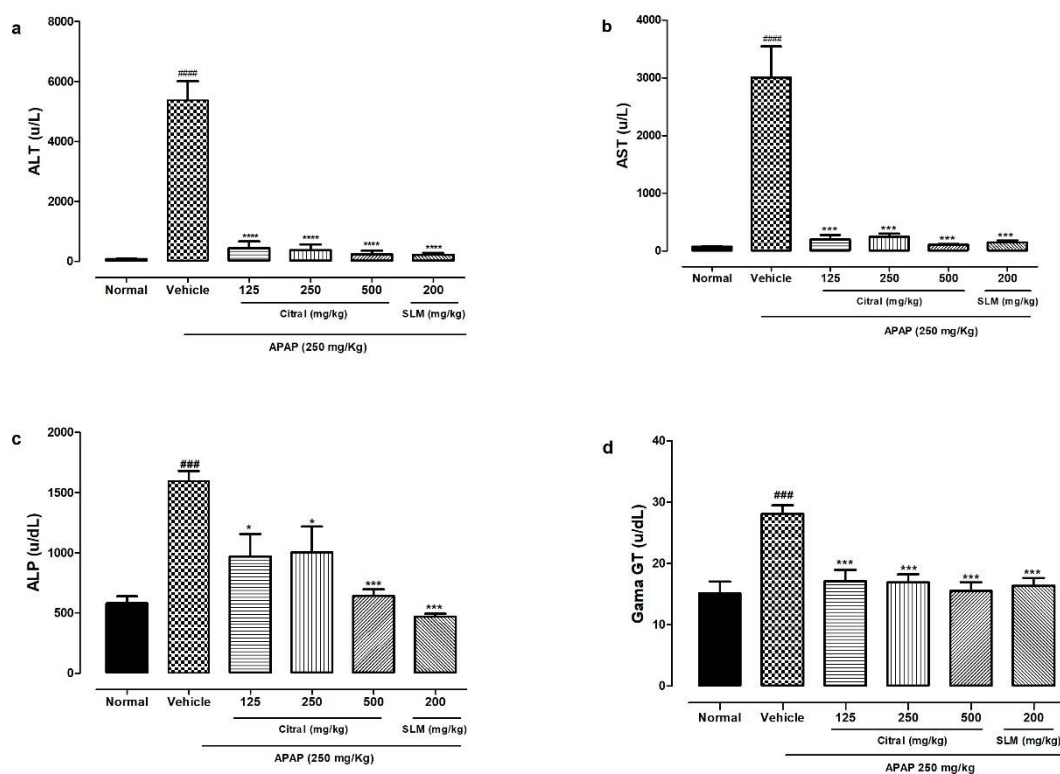 a
8000
6000
4000
2000
0
ALT (u/L)
####
****
****
****
****
Normal Vehicle 125 250 500 200
Citral (mg/kg) SLM (mg/kg)
APAP (250 mg/Kg)
b
4000
3000
2000
1000
0
AST (u/L)
####
***
***
***
***
Normal Vehicle 125 250 500 200
Citral (mg/kg) SLM (mg/kg)
APAP (250 mg/Kg)
c
2000
1500
1000
500
0
ALP (u/dL)
###
*
*
***
***
Normal Vehicle 125 250 500 200
Citral (mg/kg) SLM (mg/kg)
APAP (250 mg/Kg)
d
40
30
20
10
0
Gama GT (u/dL)
###
***
***
***
***
Normal Vehicle 125 250 500 200
Citral (mg/kg) SLM (mg/kg)
APAP 250 mg/kg